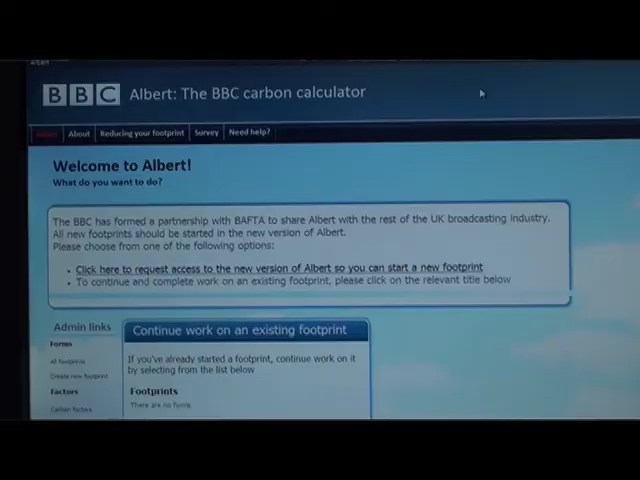 Albert
BBC Albert: The BBC carbon calculator
Albert About Reducing your footprint Survey Need help?
Welcome to Albert!
What do you want to do?
The BBC has formed a partnership with BAFTA to share Albert with the rest of the UK broadcasting industry.
All new footprints should be started in the new version of Albert.
Please choose from one of the following options:
Click here to request access to the new version of Albert so you can start a new footprint
To continue and complete work on an existing footprint, please click on the relevant title below
Admin links
Forms
All footprints
Create new footprint
Factors
Carbon factors
Continue work on an existing footprint
If you've already started a footprint, continue work on it
by selecting from the list below
Footprints
There are no forms.